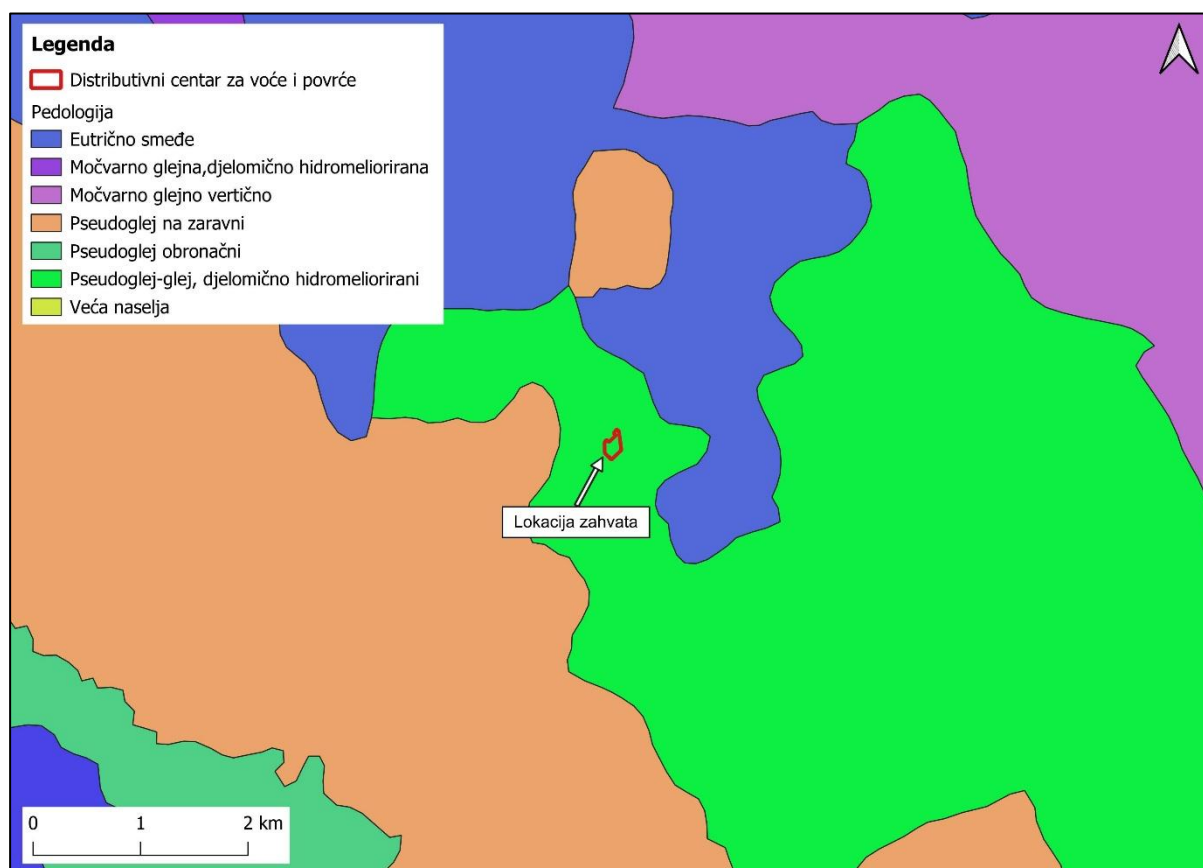 Legenda
Distributivni centar za voće i povrće
Pedologija
Eutrično smeđe
Močvarno glejna,djelomično hidromeliorirana
Močvarno glejno vertično
Pseudoglej na zaravni
Pseudoglej obronačni
Pseudoglej-glej, djelomično hidromeliorirani
Veća naselja
Lokacija zahvata
0 1 2 km